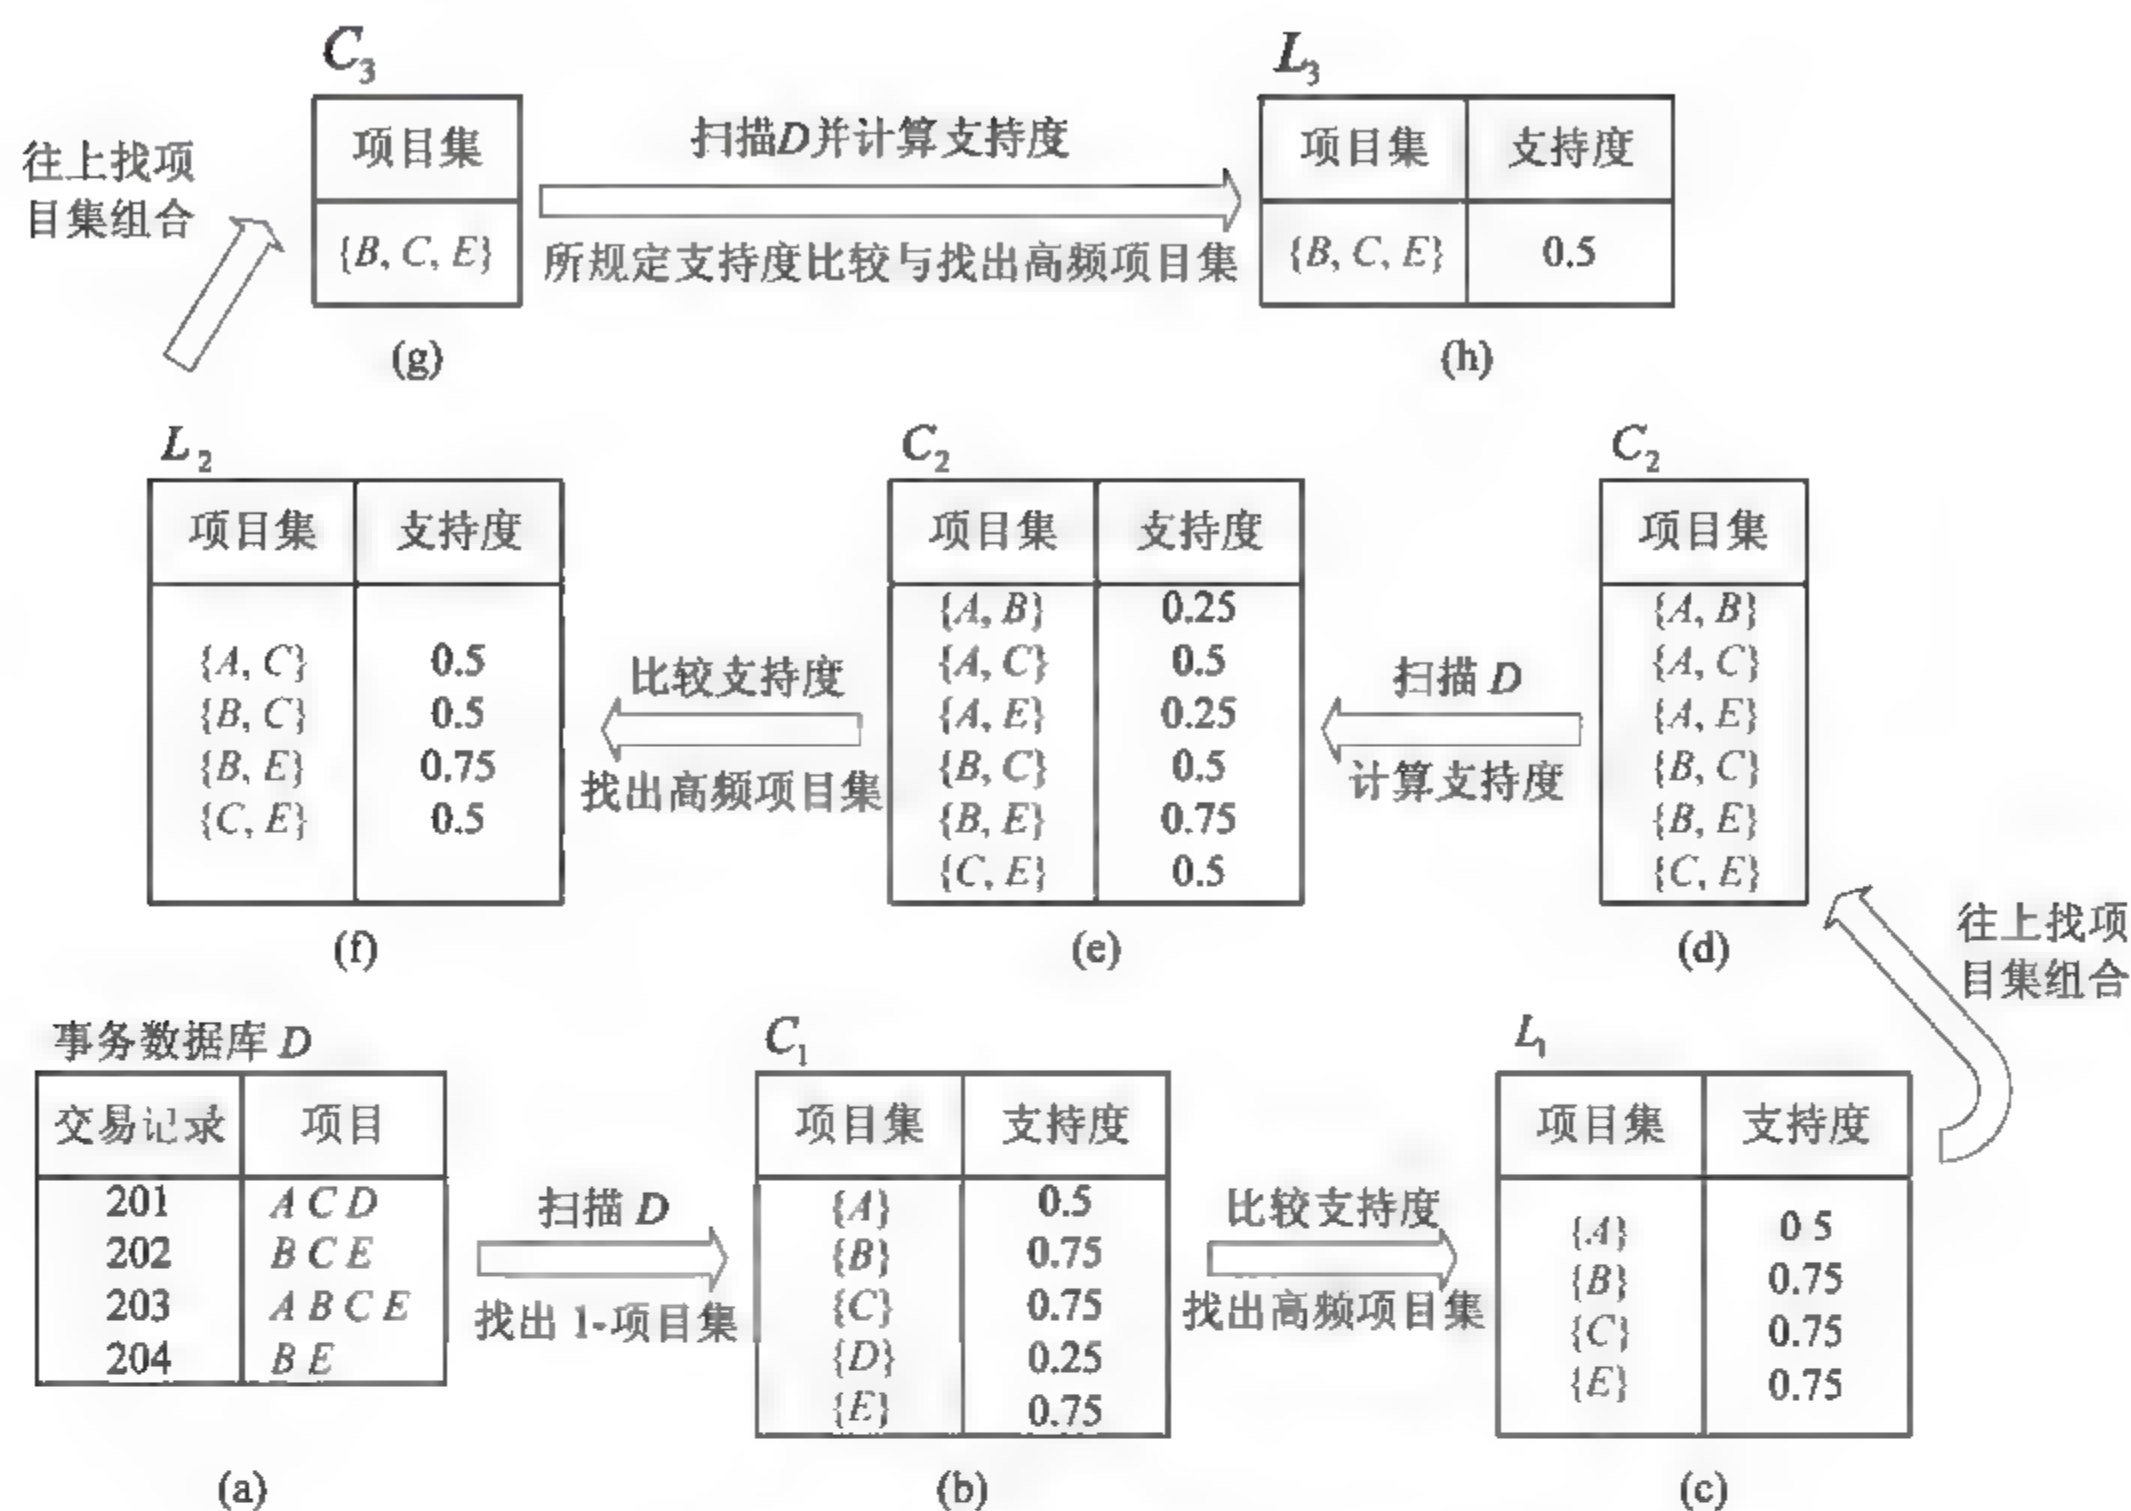 C₃
项目集
{B, C, E}
(g)
往上找项
目集组合
扫描D并计算支持度
所规定支持度比较与找出高频项目集
L₃
项目集 支持度
{B, C, E} 0.5
(h)
L₂
项目集 支持度
{A, C} 0.5
{B, C} 0.5
{B, E} 0.75
{C, E} 0.5
(f)
比较支持度
找出高频项目集
C₂
项目集 支持度
{A, B} 0.25
{A, C} 0.5
{A, E} 0.25
{B, C} 0.5
{B, E} 0.75
{C, E} 0.5
(e)
扫描 D
计算支持度
C₂
项目集
{A, B}
{A, C}
{A, E}
{B, C}
{B, E}
{C, E}
(d)
往上找项
目集组合
事务数据库 D
交易记录 项目
201 A C D
202 B C E
203 A B C E
204 B E
(a)
扫描 D
找出 1-项目集
C₁
项目集 支持度
{A} 0.5
{B} 0.75
{C} 0.75
{D} 0.25
{E} 0.75
(b)
比较支持度
找出高频项目集
L₁
项目集 支持度
{A} 0 5
{B} 0.75
{C} 0.75
{E} 0.75
(c)